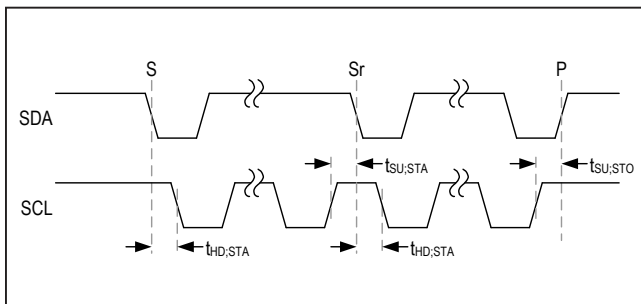 S Sr P
SDA
tSU;STA tSU;STO
SCL
tHD;STA tHD;STA